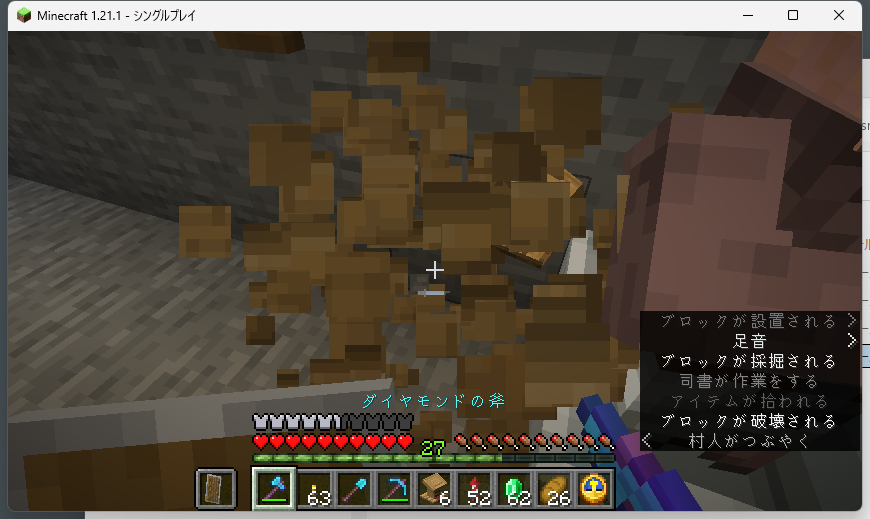 Minecraft 1.21.1 - シングルプレイ
ブロックが設置される >
足音 >
ブロックが採掘される
司書が作業をする
アイテムが拾われる
ブロックが破壊される
< 村人がつぶやく
ダイヤモンドの斧
27
63
6
52
62
26